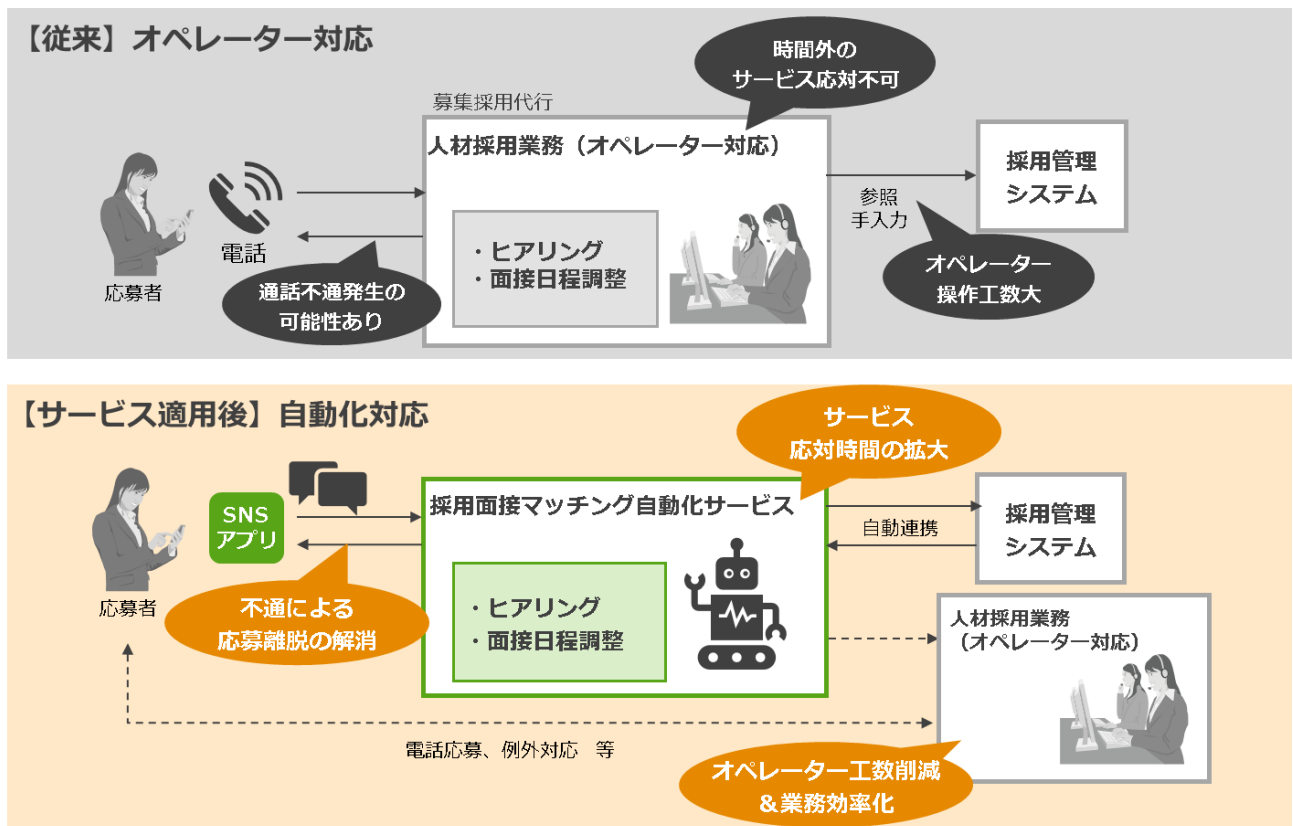 【従来】オペレーター対応
時間外の
サービス応対不可
募集採用代行
人材採用業務（オペレーター対応）
採用管理
システム
参照
手入力
電話
応募者
・ヒアリング
・面接日程調整
通話不通発生の
可能性あり
オペレーター
操作工数大
【サービス適用後】自動化対応
サービス
応対時間の拡大
SNS
アプリ
採用面接マッチング自動化サービス
自動連携
採用管理
システム
応募者
不通による
応募離脱の解消
・ヒアリング
・面接日程調整
人材採用業務
（オペレーター対応）
電話応募、例外対応　等
オペレーター工数削減
＆業務効率化